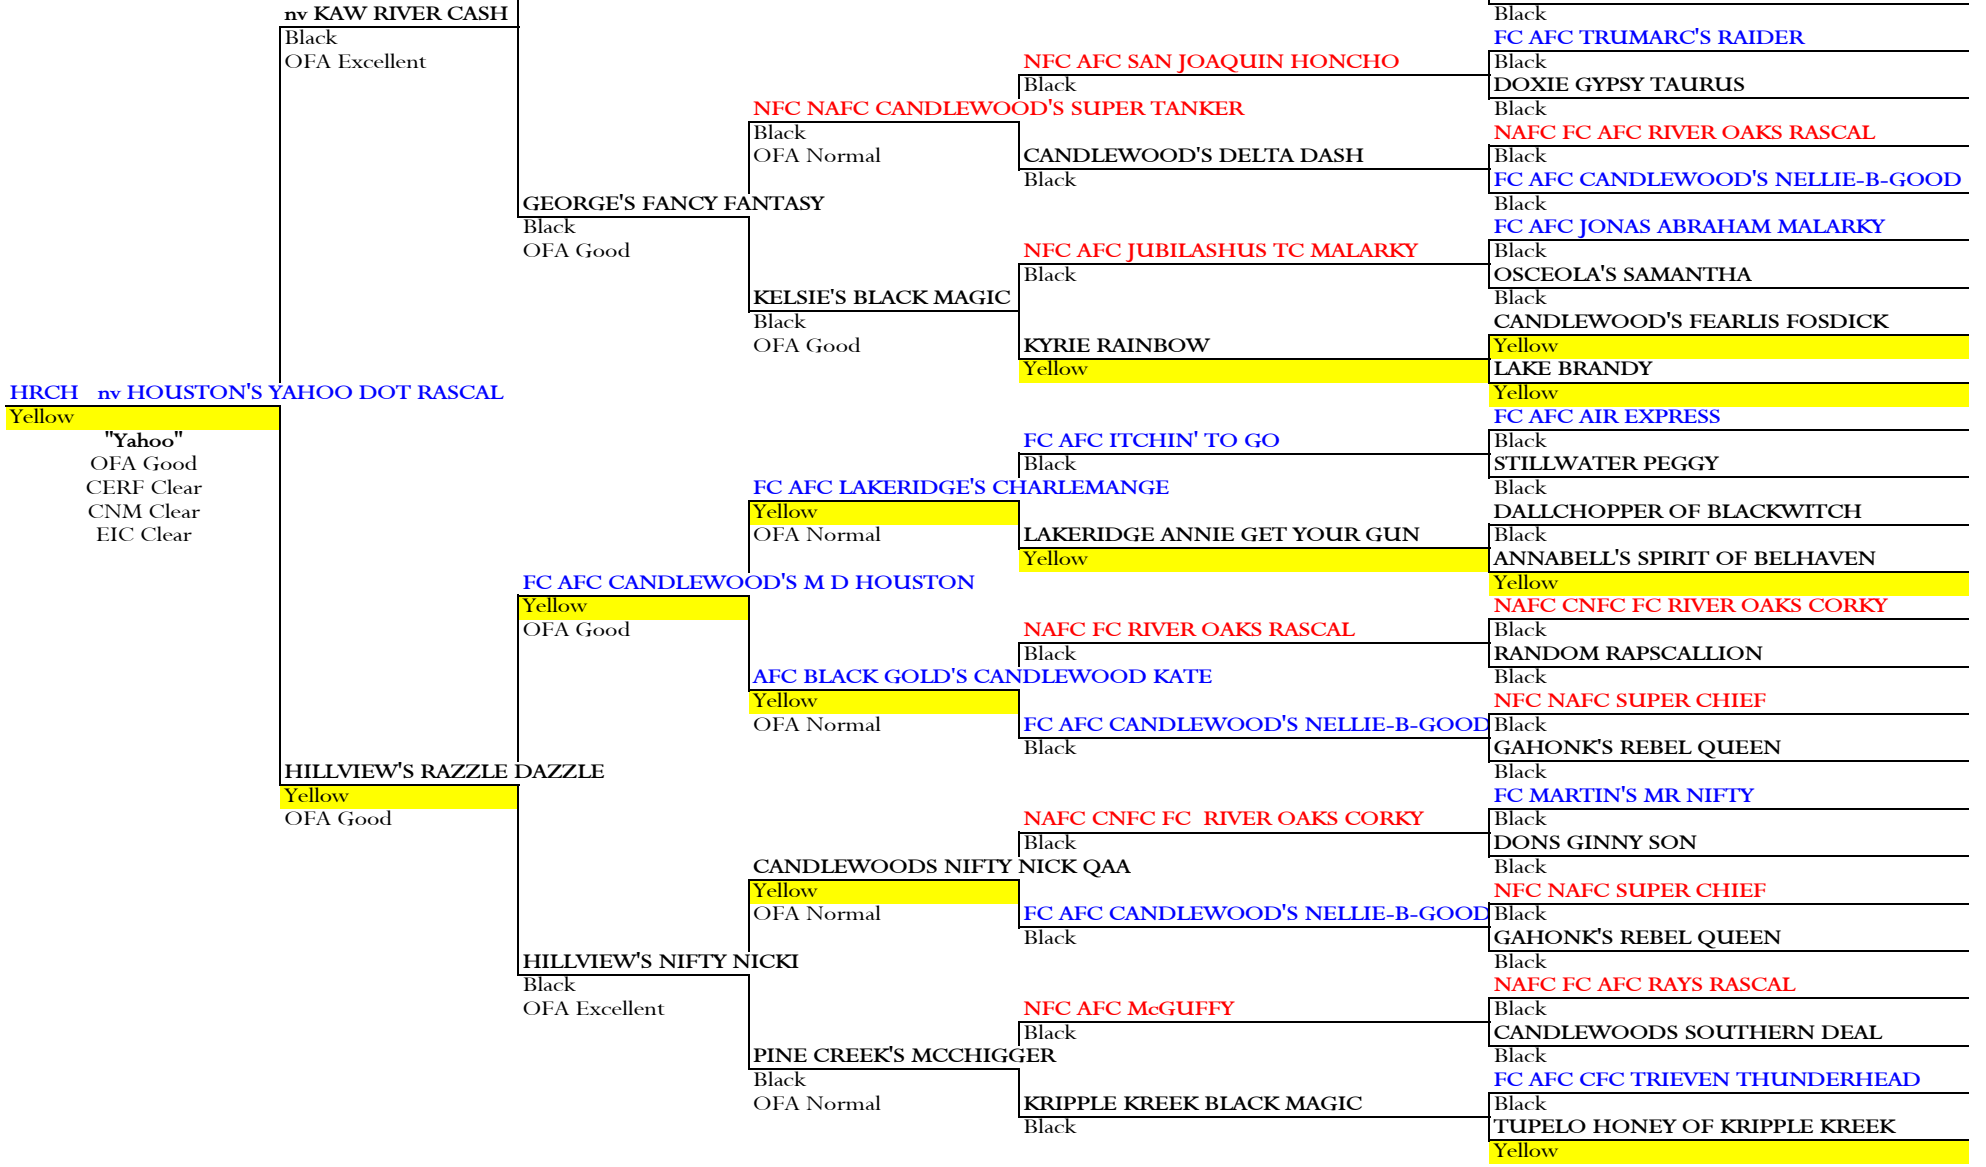 nv KAW RIVER CASH
Black
OFA Excellent
GEORGE'S FANCY FANTASY
Black
OFA Good
NFC NAFC CANDLEWOOD'S SUPER TANKER
Black
OFA Normal
KELSIE'S BLACK MAGIC
Black
OFA Good
NFC AFC SAN JOAQUIN HONCHO
Black
CANDLEWOOD'S DELTA DASH
Black
NFC AFC JUBILASHUS TC MALARKY
Black
KYRIE RAINBOW
Yellow
Black
FC AFC TRUMARC'S RAIDER
Black
DOXIE GYPSY TAURUS
Black
NAFC FC AFC RIVER OAKS RASCAL
Black
FC AFC CANDLEWOOD'S NELLIE-B-GOOD
Black
FC AFC JONAS ABRAHAM MALARKY
Black
OSCEOLA'S SAMANTHA
Black
CANDLEWOOD'S FEARLIS FOSDICK
Yellow
LAKE BRANDY
Yellow
HRCH nv HOUSTON'S YAHOO DOT RASCAL
Yellow
"Yahoo"
OFA Good
CERF Clear
CNM Clear
EIC Clear
HILLVIEW'S RAZZLE DAZZLE
Yellow
OFA Good
FC AFC CANDLEWOOD'S M D HOUSTON
Yellow
OFA Good
HILLVIEW'S NIFTY NICKI
Black
OFA Excellent
FC AFC LAKERIDGE'S CHARLEMANGE
Yellow
OFA Normal
AFC BLACK GOLD'S CANDLEWOOD KATE
Yellow
OFA Normal
CANDLEWOODS NIFTY NICK QAA
Yellow
OFA Normal
PINE CREEK'S MCCHIGGER
Black
OFA Normal
FC AFC ITCHIN' TO GO
Black
LAKERIDGE ANNIE GET YOUR GUN
Yellow
NAFC FC RIVER OAKS RASCAL
Black
FC AFC CANDLEWOOD'S NELLIE-B-GOOD
Black
NAFC CNFC FC RIVER OAKS CORKY
Black
FC AFC CANDLEWOOD'S NELLIE-B-GOOD
Black
NFC AFC McGUFFY
Black
KRIPPLE KREEK BLACK MAGIC
Black
FC AFC AIR EXPRESS
Black
STILLWATER PEGGY
Black
DALLCHOPPER OF BLACKWITCH
Black
ANNABELL'S SPIRIT OF BELHAVEN
Yellow
NAFC CNFC FC RIVER OAKS CORKY
Black
RANDOM RAPSCALLION
Black
NFC NAFC SUPER CHIEF
Black
GAHONK'S REBEL QUEEN
Black
FC MARTIN'S MR NIFTY
Black
DONS GINNY SON
Black
NFC NAFC SUPER CHIEF
Black
GAHONK'S REBEL QUEEN
Black
NAFC FC AFC RAYS RASCAL
Black
CANDLEWOODS SOUTHERN DEAL
Black
FC AFC CFC TRIEVEN THUNDERHEAD
Black
TUPELO HONEY OF KRIPPLE KREEK
Yellow